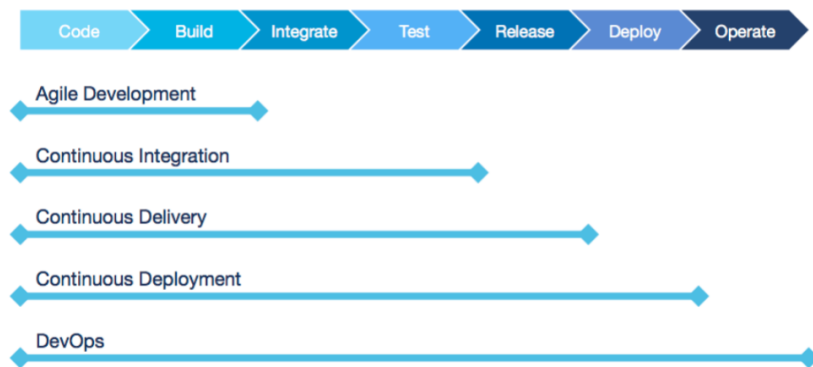 Code Build Integrate Test Release Deploy Operate
Agile Development
Continuous Integration
Continuous Delivery
Continuous Deployment
DevOps